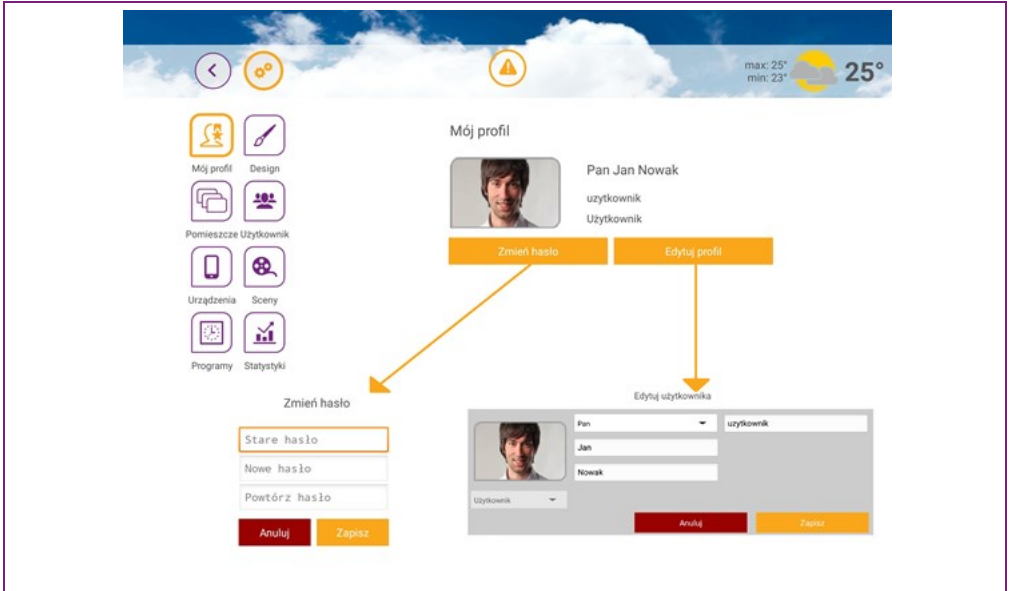 max: 25°
min: 23°
25°
Mój profil
Design
Pomieszcze Użytkownik
Urządzenia
Sceny
Programy
Statystyki
Mój profil
Pan Jan Nowak
uzytkownik
Użytkownik
Zmień hasło
Edytuj profil
Zmień hasło
Stare hasło
Nowe hasło
Powtórz hasło
Anuluj
Zapisz
Edytuj użytkownika
Pan
uzytkownik
Jan
Nowak
Użytkownik
Anuluj
Zapisz